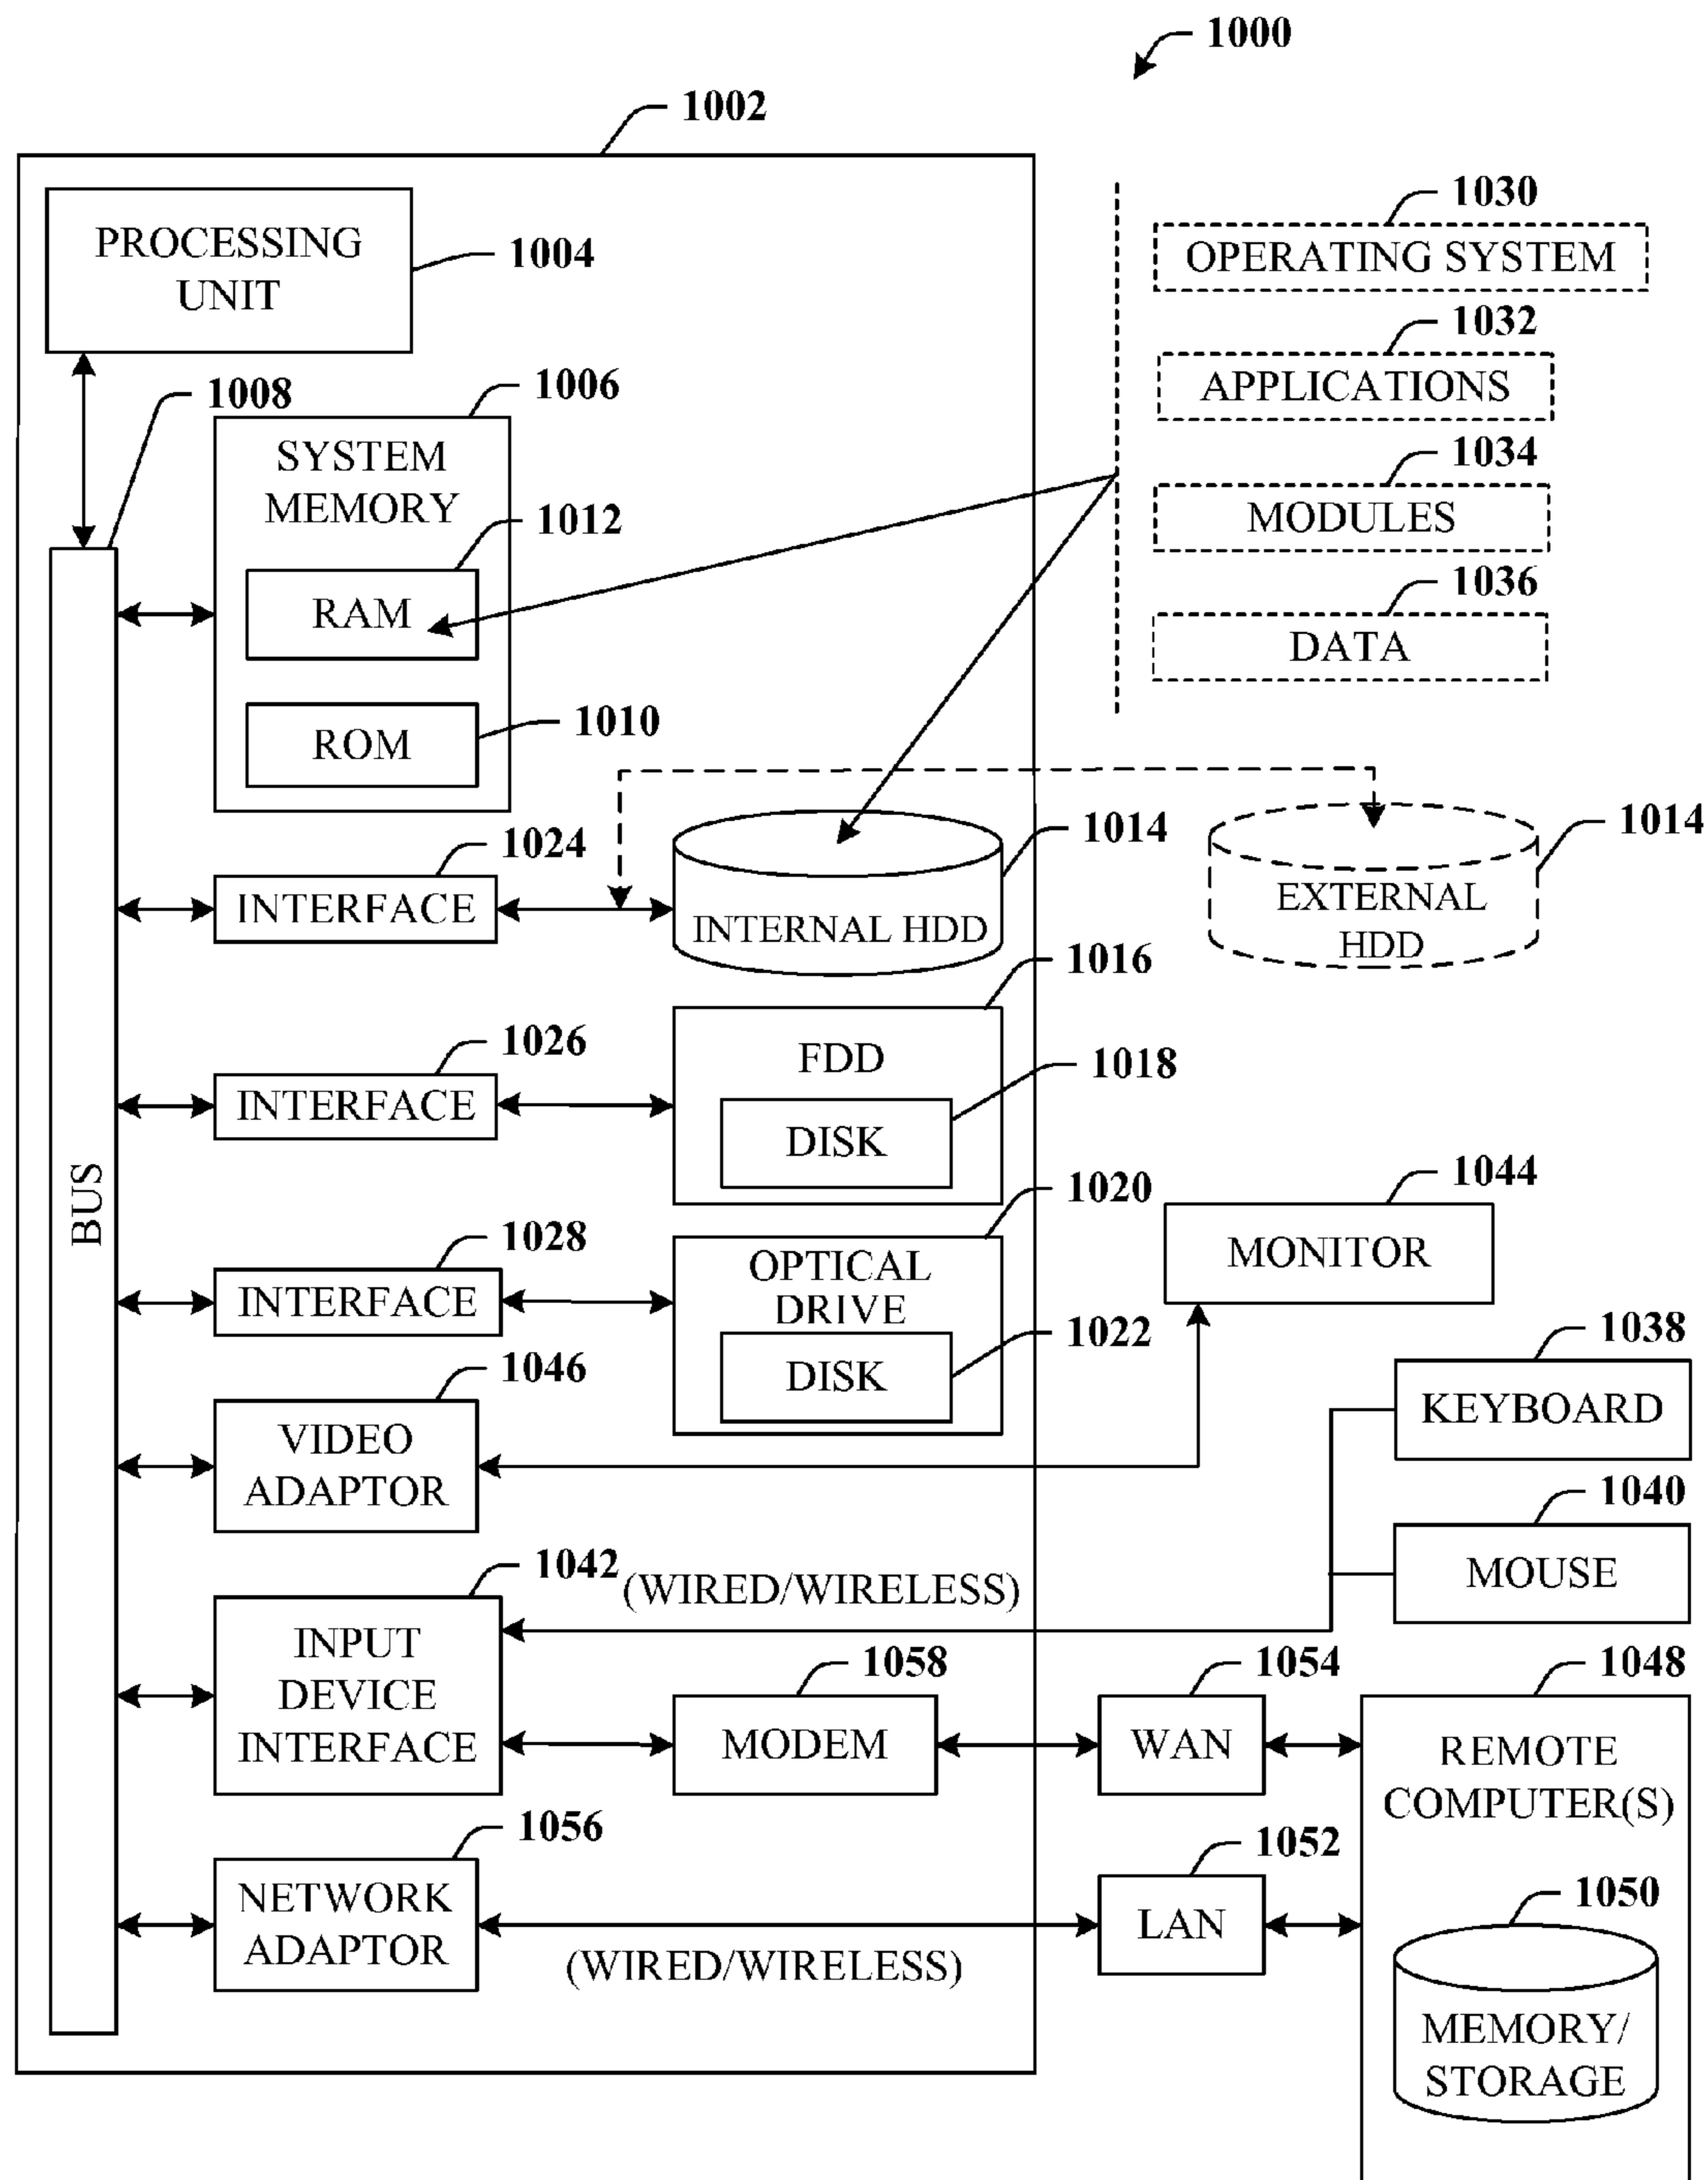 1000
1002
PROCESSING
UNIT
1004
1030
OPERATING SYSTEM
1032
APPLICATIONS
1034
MODULES
1036
DATA
1008
1006
SYSTEM
MEMORY
1012
RAM
1010
ROM
BUS
1024
INTERFACE
1014
INTERNAL HDD
1014
EXTERNAL
HDD
1026
INTERFACE
1016
FDD
1018
DISK
1028
INTERFACE
1020
OPTICAL
DRIVE
1022
DISK
1044
MONITOR
1046
VIDEO
ADAPTOR
1038
KEYBOARD
1040
MOUSE
1042
(WIRED/WIRELESS)
INPUT
DEVICE
INTERFACE
1058
MODEM
1054
WAN
1048
REMOTE
COMPUTER(S)
1056
NETWORK
ADAPTOR
(WIRED/WIRELESS)
1052
LAN
1050
MEMORY/
STORAGE